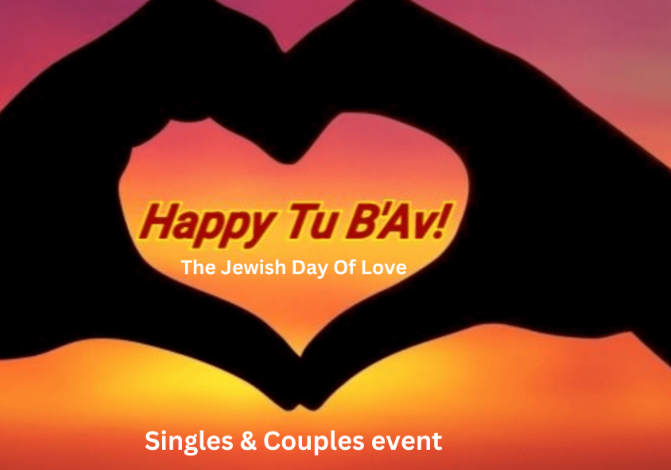 Happy Tu B'Av!
The Jewish Day Of Love
Singles & Couples event